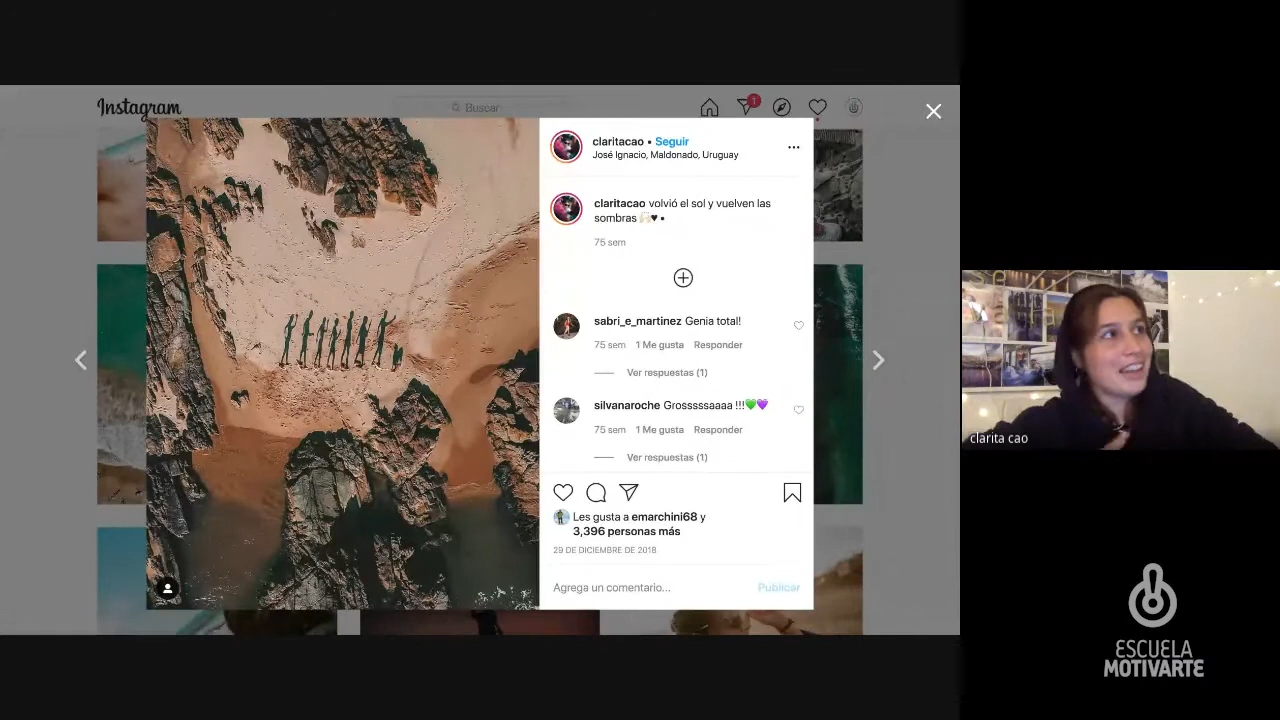 Instagram
Buscar
1
claritacao • Seguir
José Ignacio, Maldonado, Uruguay
claritacao volvió el sol y vuelven las
sombras 🙌🏻♥ •
75 sem
sabri_e_martinez Genia total!
75 sem 1 Me gusta Responder
Ver respuestas (1)
silvanaroche Grosssssaaaa !!!💚💜
75 sem 1 Me gusta Responder
Ver respuestas (1)
Les gusta a emarchini68 y
3,396 personas más
29 DE DICIEMBRE DE 2018
Agrega un comentario... Publicar
clarita cao
ESCUELA
MOTIVARTE